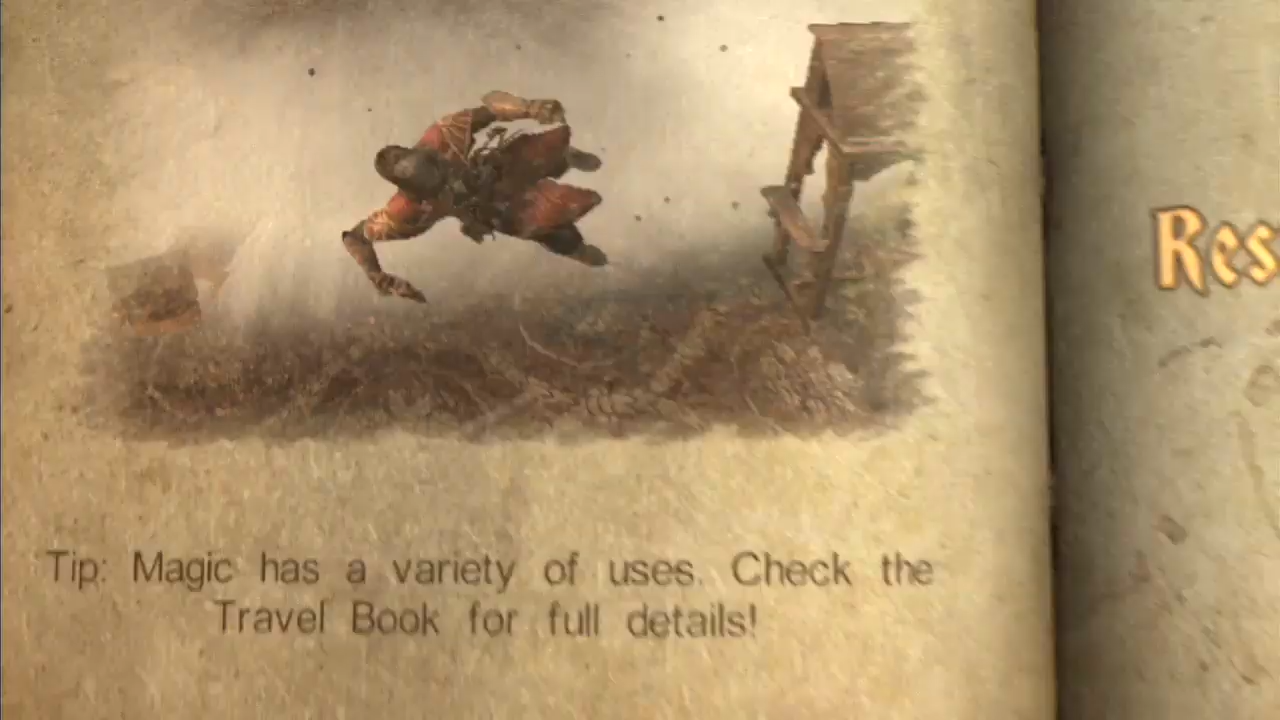 Tip: Magic has a variety of uses. Check the
Travel Book for full details!
Res